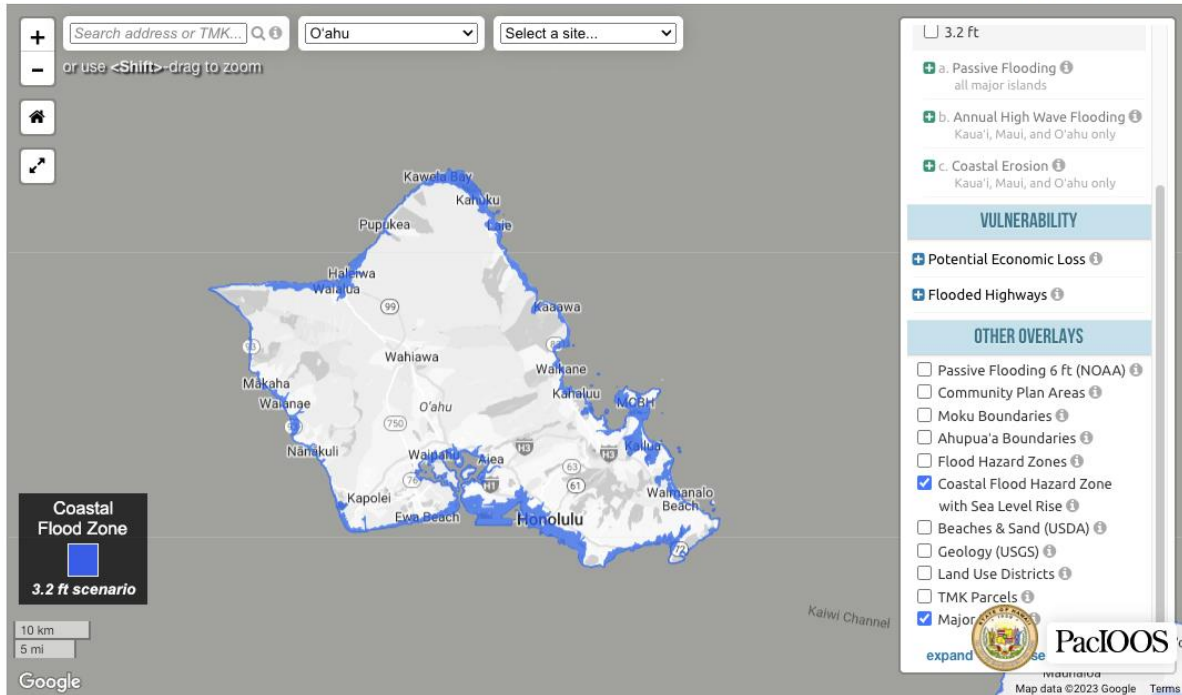 +
−
Search address or TMK...
O'ahu
Select a site...
or use <Shift>-drag to zoom
3.2 ft
a. Passive Flooding
all major islands
b. Annual High Wave Flooding
Kaua'i, Maui, and O'ahu only
c. Coastal Erosion
Kaua'i, Maui, and O'ahu only
VULNERABILITY
Potential Economic Loss
Flooded Highways
OTHER OVERLAYS
Passive Flooding 6 ft (NOAA)
Community Plan Areas
Moku Boundaries
Ahupua'a Boundaries
Flood Hazard Zones
Coastal Flood Hazard Zone
with Sea Level Rise
Beaches & Sand (USDA)
Geology (USGS)
Land Use Districts
TMK Parcels
Major
expand
se
PacIOOS
Kawela Bay
Kahuku
Pupukea
Laie
Haleiwa
Waialua
99
Kaaawa
83
93
Wahiawa
Waikane
Makaha
Kahaluu
Waianae
MCBH
O'ahu
93
750
H3
Nānākuli
Waipahu
Aiea
H3
Kailua
63
76
H1
61
Kapolei
Waimanalo
Beach
Ewa Beach
Honolulu
72
Coastal
Flood Zone
3.2 ft scenario
Kaiwi Channel
10 km
5 mi
Google
Maunaloa
Map data ©2023 Google
Terms